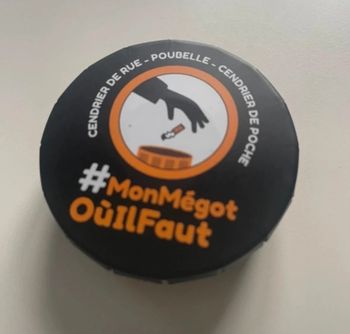 CENDRIER DE RUE - POUBELLE - CENDRIER DE POCHE
#MonMégot
OùIlFaut